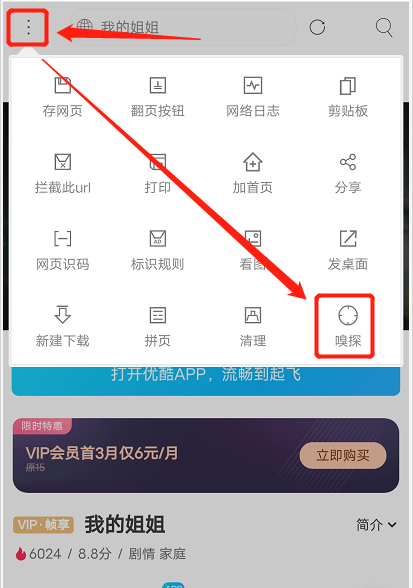 我的姐姐
存网页 翻页按钮 网络日志 剪贴板
拦截此url 打印 加首页 分享
AD
网页识码 标识规则 看图 发桌面
新建下载 拼页 清理 嗅探
打开优酷APP，流畅到起飞
限时特惠
VIP会员首3月仅6元/月
原15
立即购买
VIP·帧享 我的姐姐 简介
6024 / 8.8分 / 剧情 家庭
APP